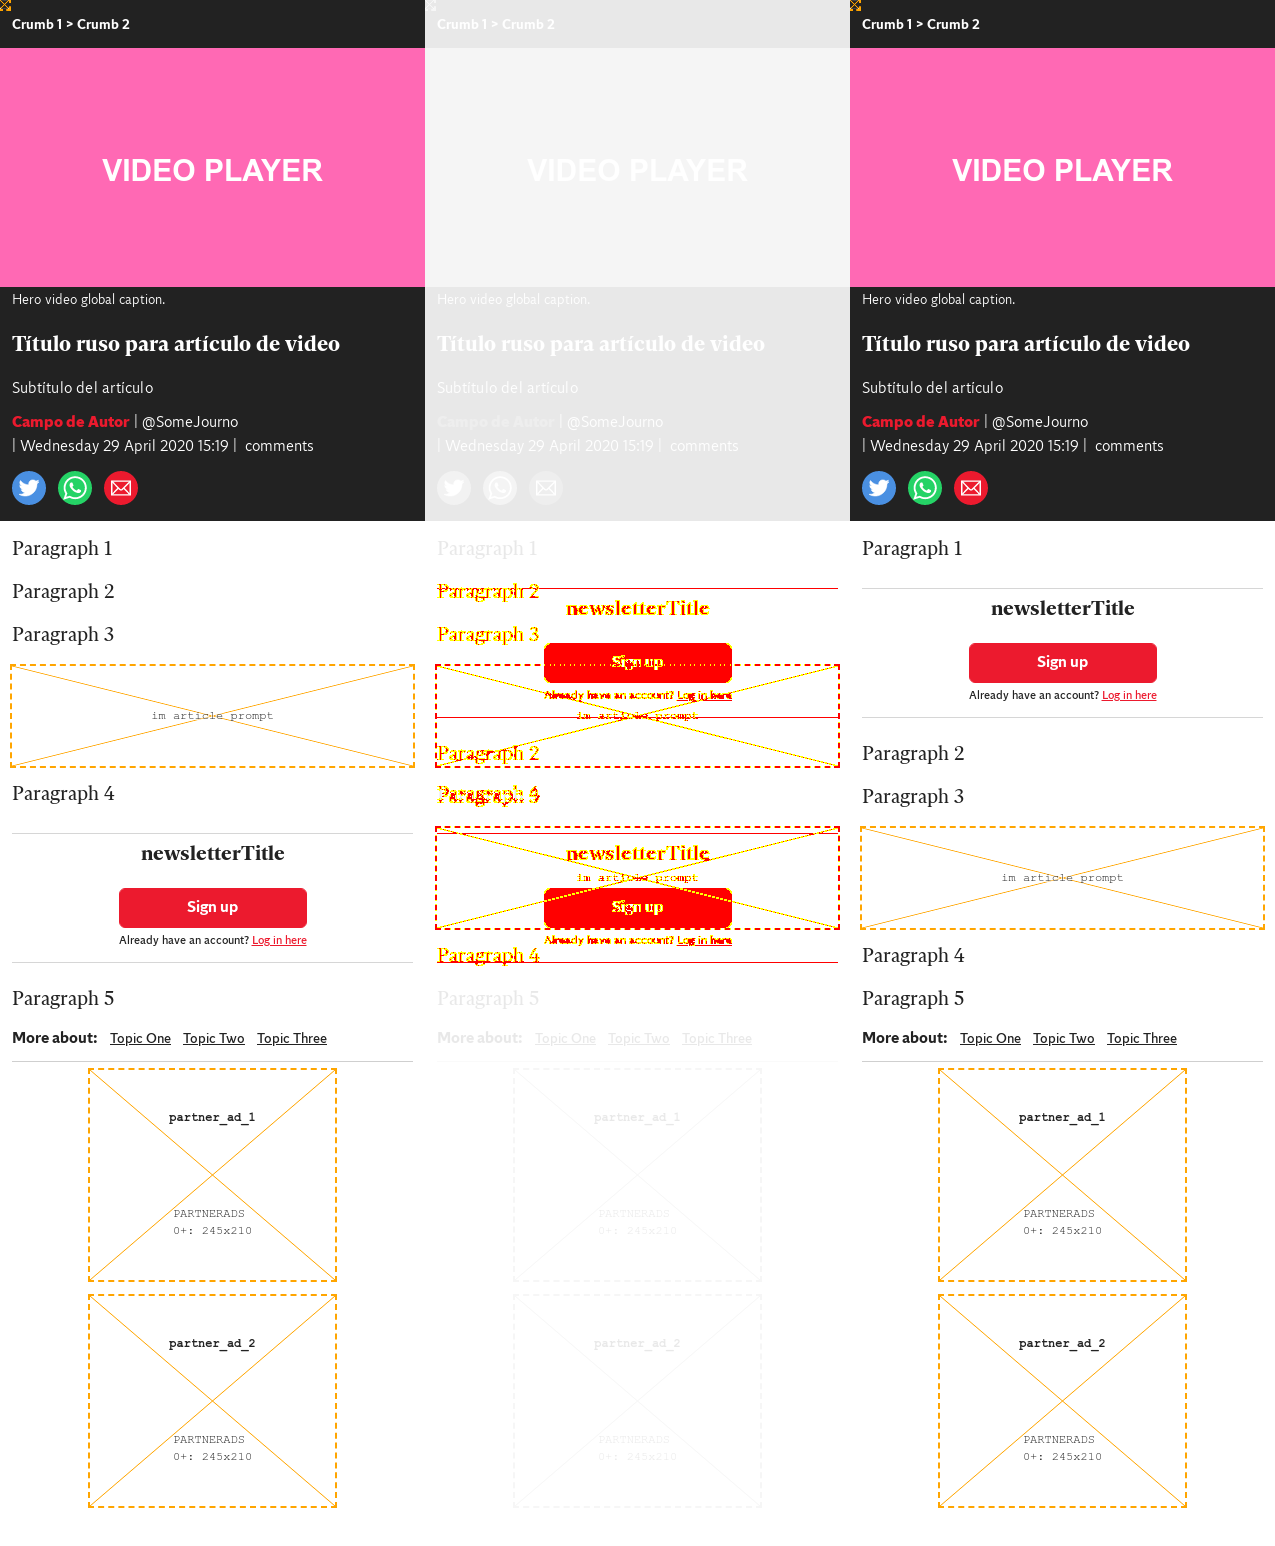 Crumb 1 > Crumb 2
VIDEO PLAYER
Hero video global caption.
Título ruso para artículo de video
Subtítulo del artículo
Campo de Autor | @SomeJourno
| Wednesday 29 April 2020 15:19 | comments
Paragraph 1
Paragraph 2
Paragraph 3
im article prompt
Paragraph 4
newsletterTitle
Sign up
Already have an account? Log in here
Paragraph 5
More about: Topic One Topic Two Topic Three
partner_ad_1
PARTNERADS
0+: 245x210
partner_ad_2
PARTNERADS
0+: 245x210
Crumb 1 > Crumb 2
VIDEO PLAYER
Hero video global caption.
Título ruso para artículo de video
Subtítulo del artículo
Campo de Autor | @SomeJourno
| Wednesday 29 April 2020 15:19 | comments
Paragraph 1
Paragraph 2
newsletterTitle
Paragraph 3
Sign up
Already have an account? Log in here
im article prompt
Paragraph 2
newsletterTitle
im article prompt
Sign up
Already have an account? Log in here
Paragraph 4
Paragraph 5
More about: Topic One Topic Two Topic Three
partner_ad_1
PARTNERADS
0+: 245x210
partner_ad_2
PARTNERADS
0+: 245x210
Crumb 1 > Crumb 2
VIDEO PLAYER
Hero video global caption.
Título ruso para artículo de video
Subtítulo del artículo
Campo de Autor | @SomeJourno
| Wednesday 29 April 2020 15:19 | comments
Paragraph 1
newsletterTitle
Sign up
Already have an account? Log in here
Paragraph 2
Paragraph 3
im article prompt
Paragraph 4
Paragraph 5
More about: Topic One Topic Two Topic Three
partner_ad_1
PARTNERADS
0+: 245x210
partner_ad_2
PARTNERADS
0+: 245x210